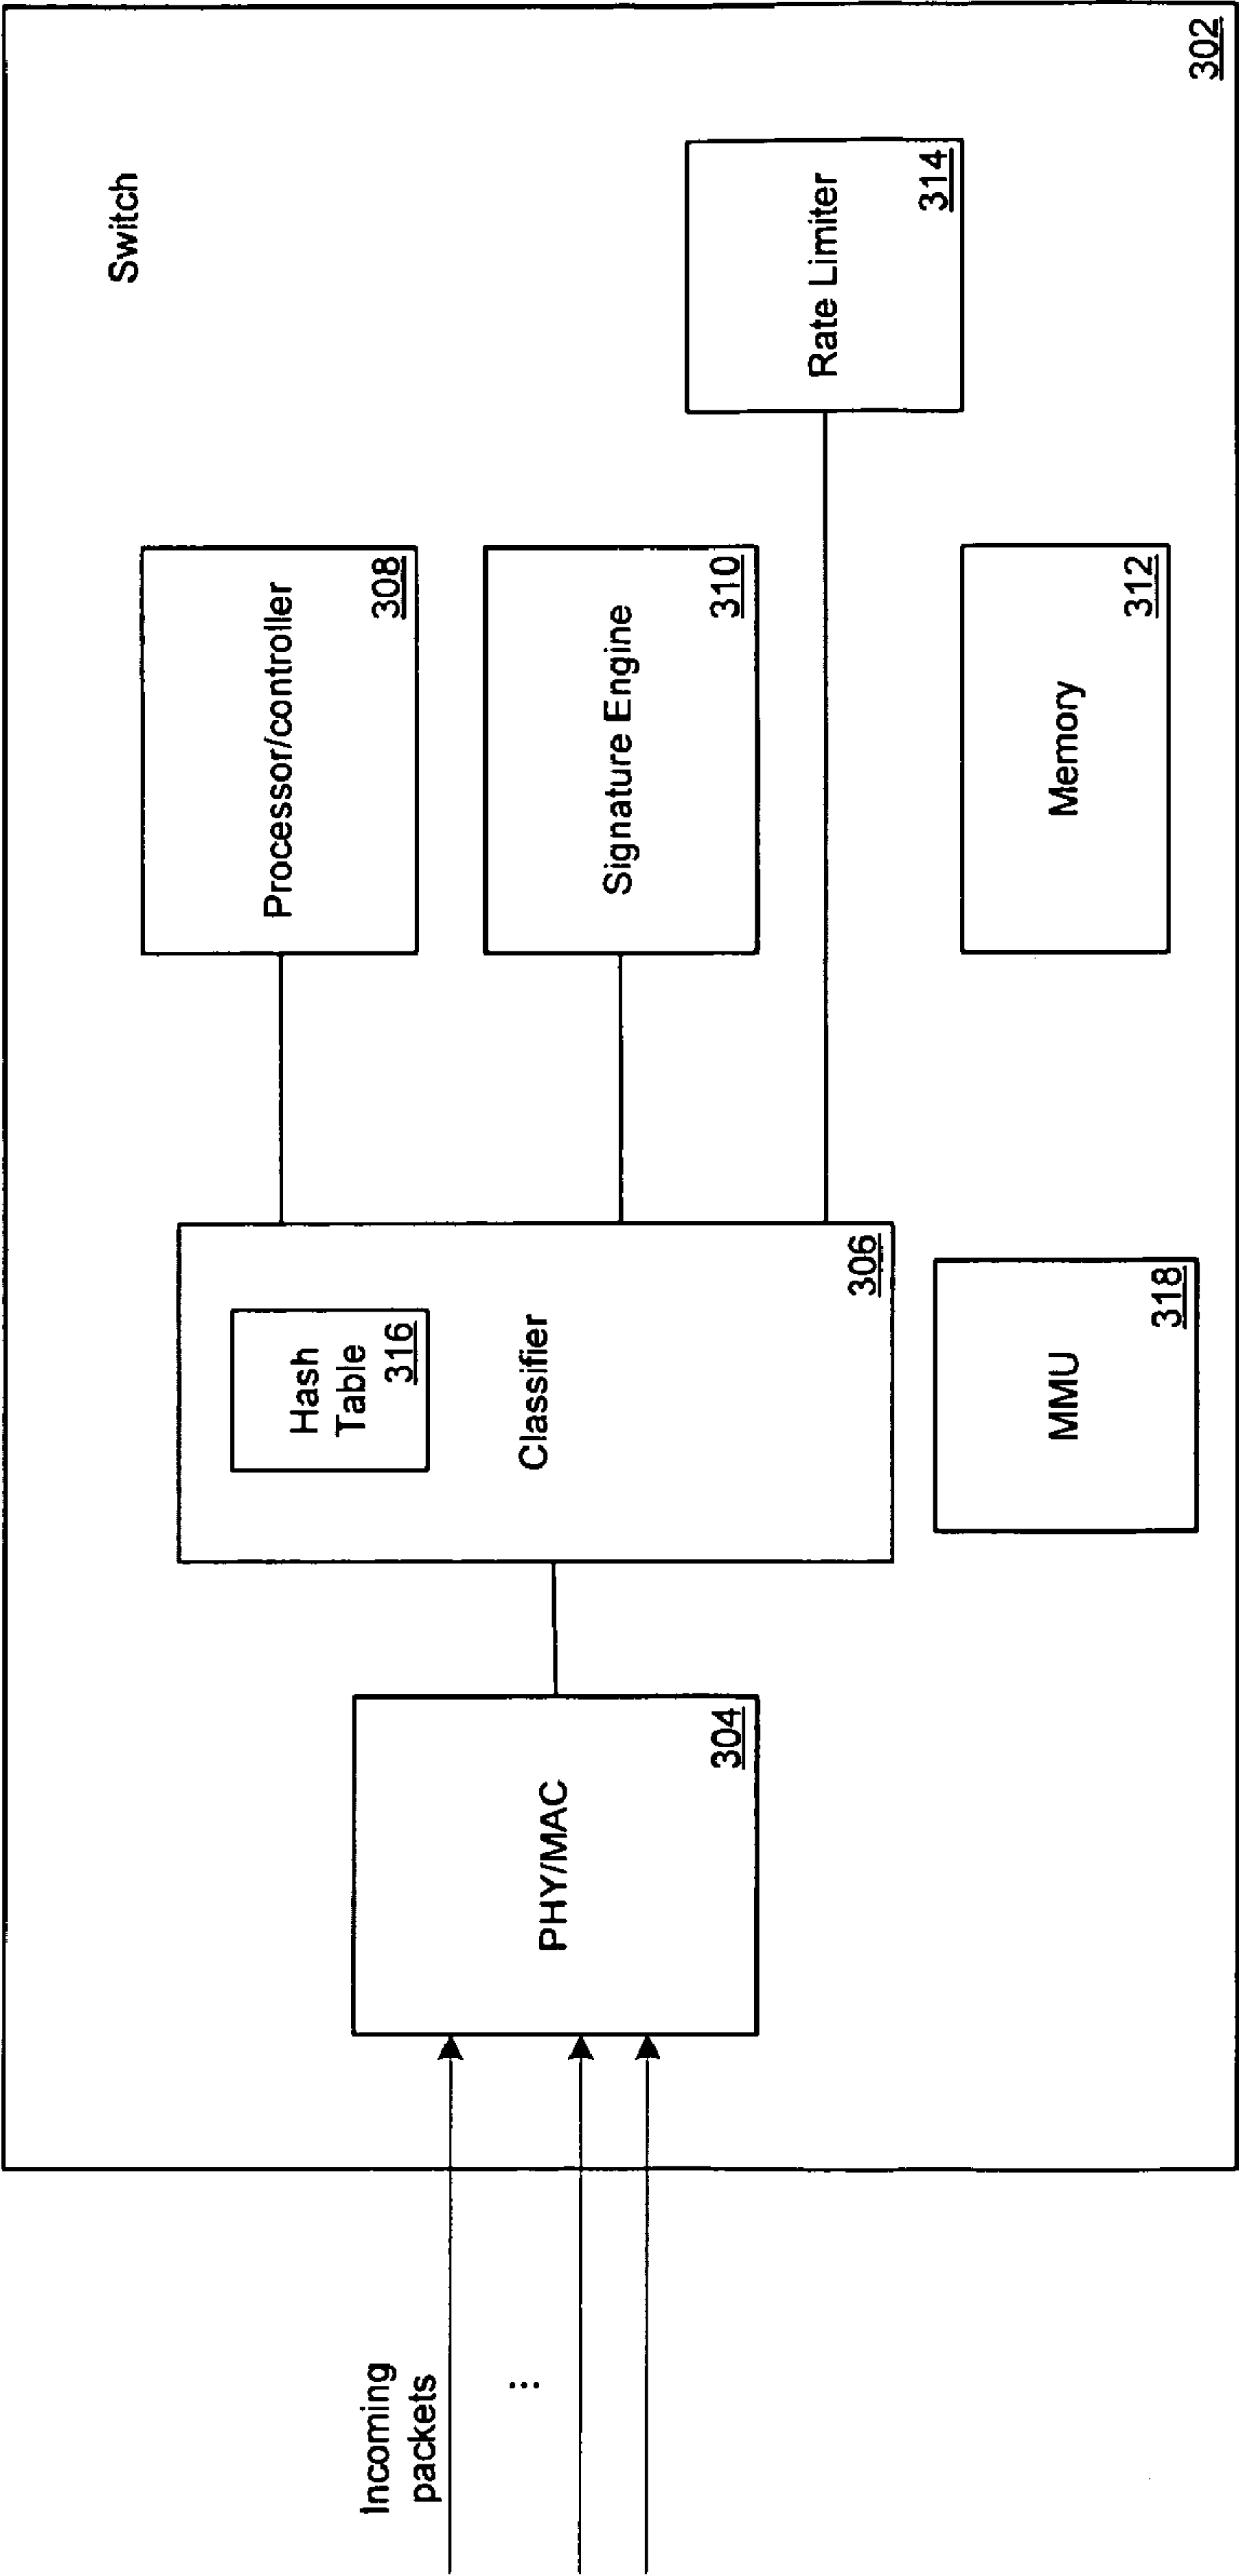 Switch
302
Incoming
packets
⋮
PHY/MAC
304
Hash
Table
316
Classifier
306
Processor/controller
308
Signature Engine
310
Rate Limiter
314
MMU
318
Memory
312